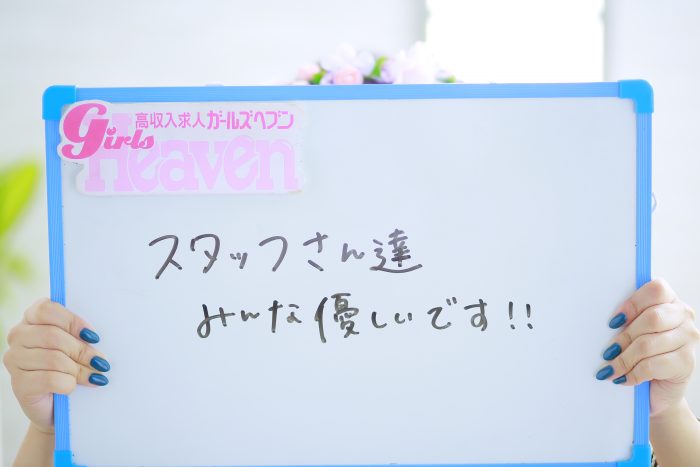 高収入求人ガールズヘブン
Girls
Heaven
スタッフさん達
みんな優しいです!!